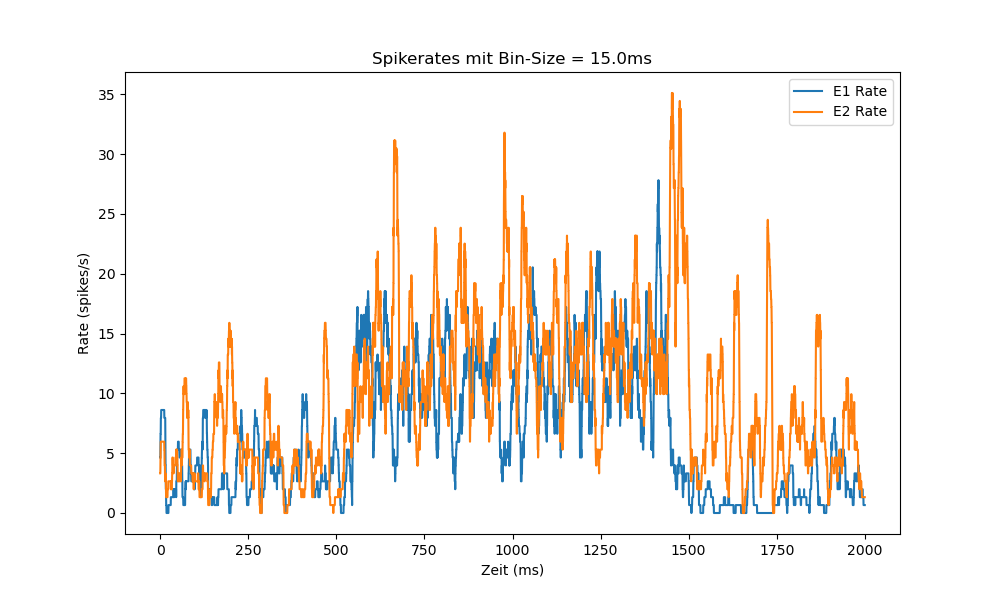 Spikerates mit Bin-Size = 15.0ms
E1 Rate
E2 Rate
Rate (spikes/s)
35
30
25
20
15
10
5
0
0 250 500 750 1000 1250 1500 1750 2000
Zeit (ms)